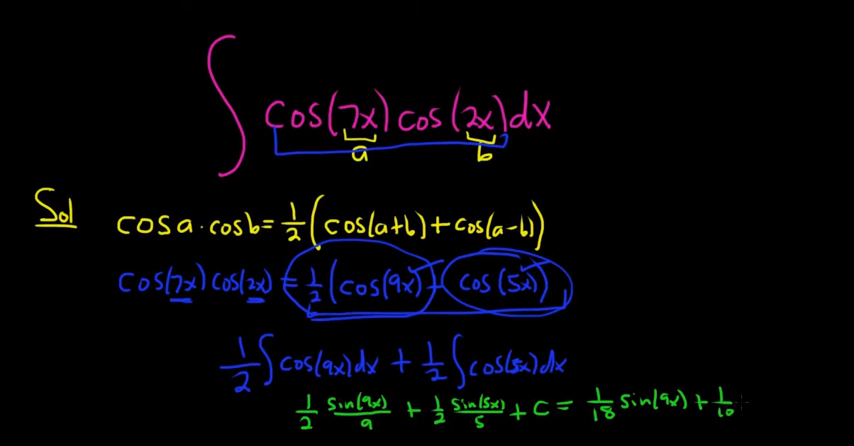 ∫ cos(7x) cos(2x) dx
a b
Sol cos a · cos b = 1/2 (cos(a+b) + cos(a-b))
cos(7x) cos(2x) = 1/2 (cos(9x) + cos(5x))
1/2 ∫ cos(9x) dx + 1/2 ∫ cos(5x) dx
1/2 sin(9x)/9 + 1/2 sin(5x)/5 + C = 1/18 sin(9x) + 1/10